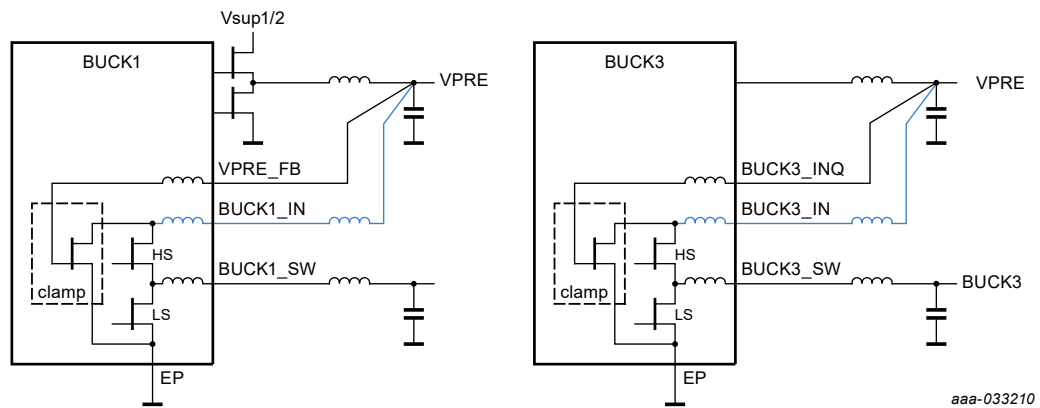 Vsup1/2
BUCK1
VPRE
VPRE_FB
BUCK1_IN
HS
BUCK1_SW
clamp
LS
EP
BUCK3
VPRE
BUCK3_INQ
BUCK3_IN
HS
BUCK3_SW
BUCK3
clamp
LS
EP
aaa-033210